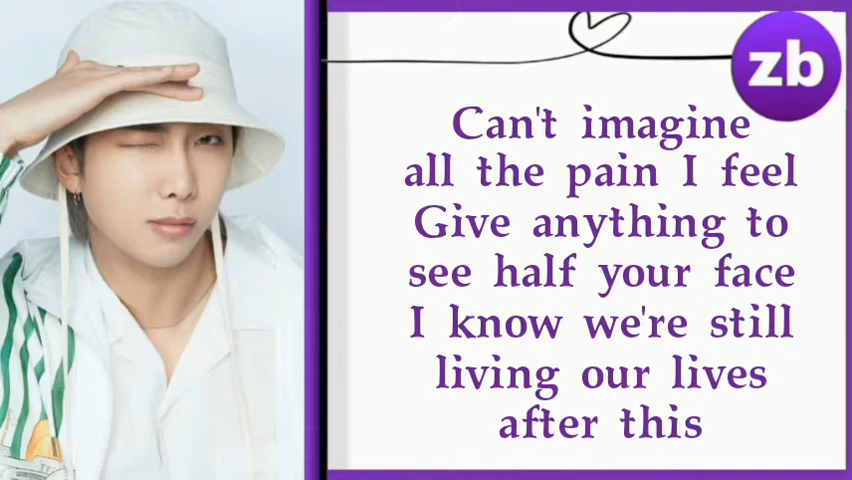 zb
Can't imagine
all the pain I feel
Give anything to
see half your face
I know we're still
living our lives
after this